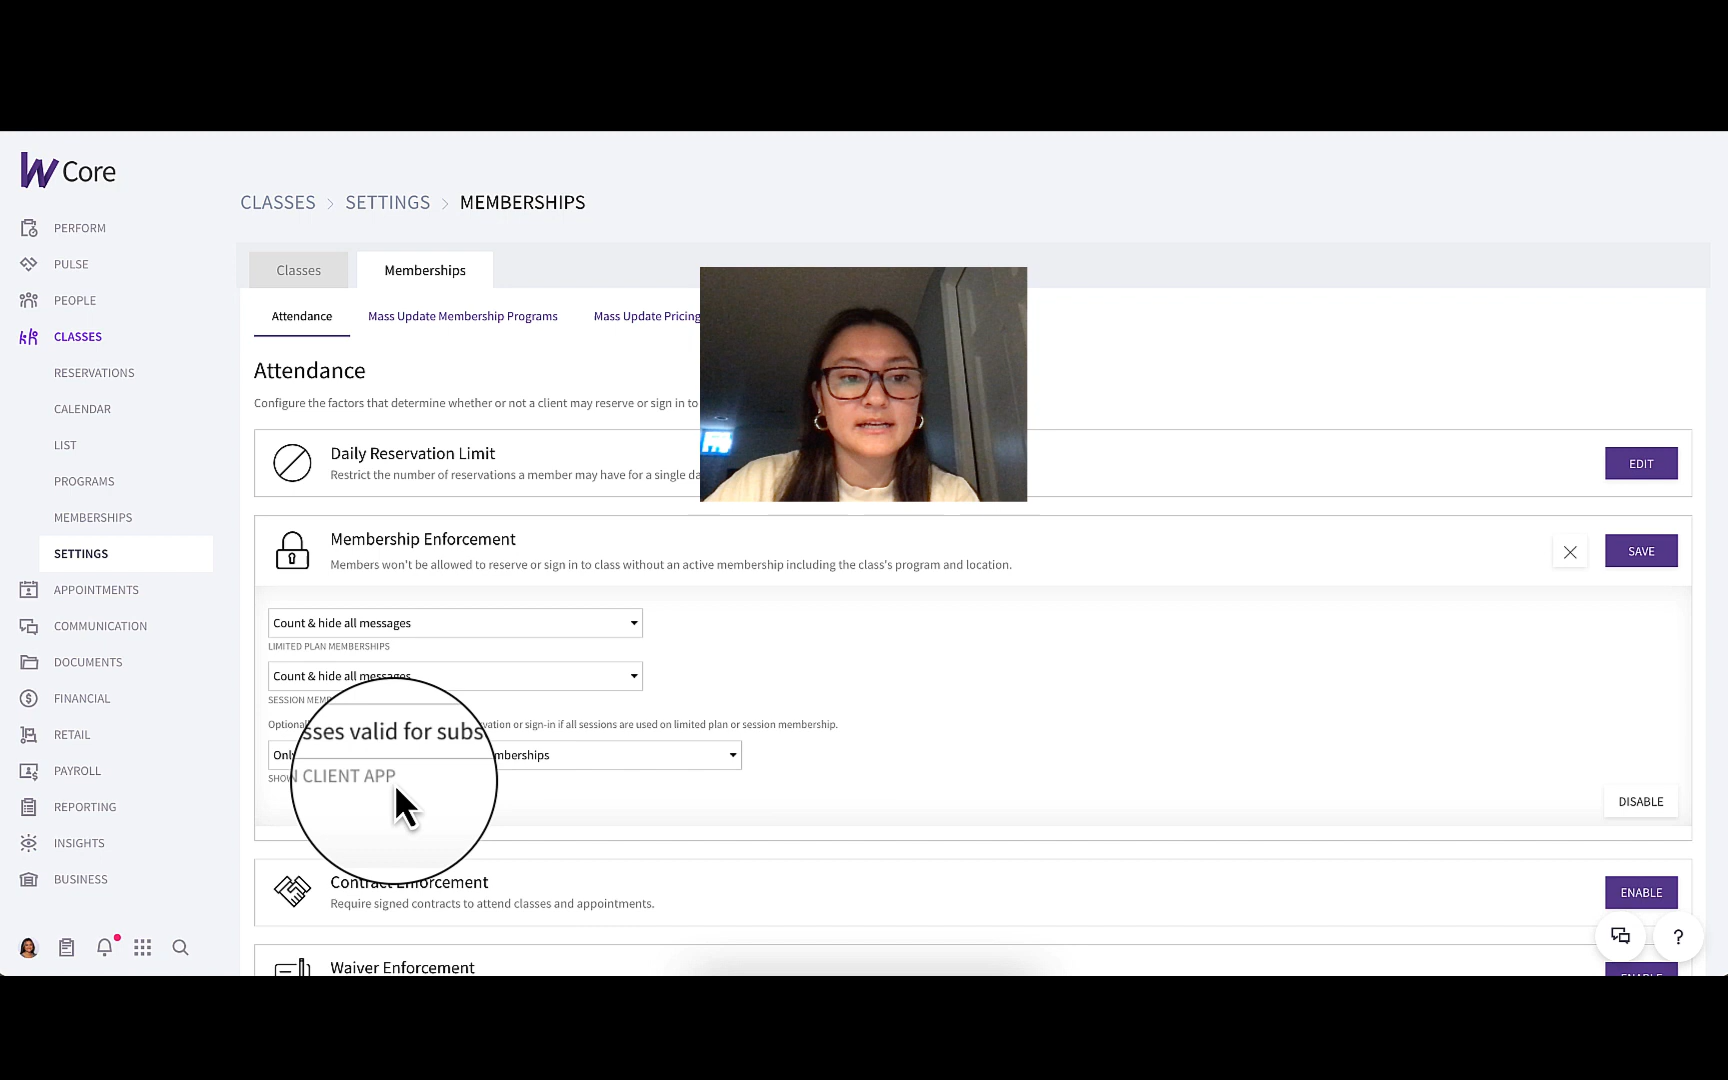 W Core
CLASSES > SETTINGS > MEMBERSHIPS
PERFORM
PULSE
PEOPLE
CLASSES
RESERVATIONS
CALENDAR
LIST
PROGRAMS
MEMBERSHIPS
SETTINGS
APPOINTMENTS
COMMUNICATION
DOCUMENTS
FINANCIAL
RETAIL
PAYROLL
REPORTING
INSIGHTS
BUSINESS
Classes
Memberships
Attendance
Mass Update Membership Programs
Mass Update Pricing
Attendance
Configure the factors that determine whether or not a client may reserve or sign in to
Daily Reservation Limit
Restrict the number of reservations a member may have for a single da
EDIT
Membership Enforcement
Members won't be allowed to reserve or sign in to class without an active membership including the class's program and location.
SAVE
Count & hide all messages
LIMITED PLAN MEMBERSHIPS
Count & hide all messages
SESSION MEM
Optional vation or sign-in if all sessions are used on limited plan or session membership.
sses valid for subs
Only mberships
SHOW N CLIENT APP
DISABLE
Contract Enforcement
Require signed contracts to attend classes and appointments.
ENABLE
Waiver Enforcement
ENABLE
?